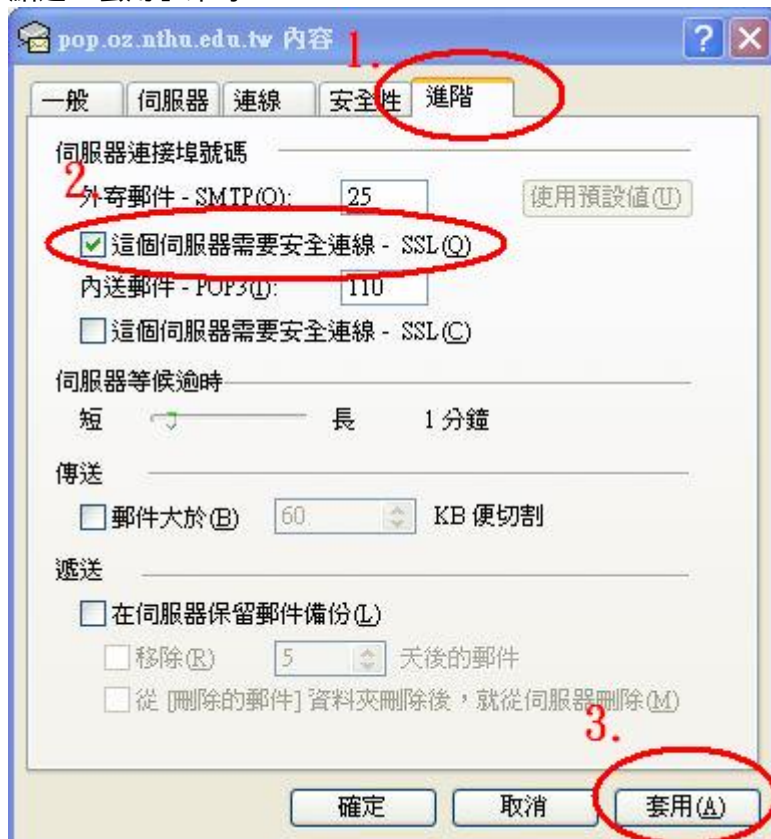 pop.oz.nthu.edu.tw 內容
1.
一般 伺服器 連線 安全性 進階
伺服器連接埠號碼
2.
外寄郵件 - SMTP(O): 25 使用預設值(U)
這個伺服器需要安全連線 - SSL(Q)
內送郵件 - POP3(I): 110
這個伺服器需要安全連線 - SSL(C)
伺服器等候逾時
短 長 1 分鐘
傳送
郵件大於(B) 60 KB 便切割
遞送
在伺服器保留郵件備份(L)
移除(R) 5 天後的郵件
從 [刪除的郵件] 資料夾刪除後，就從伺服器刪除(M)
3.
確定 取消 套用(A)